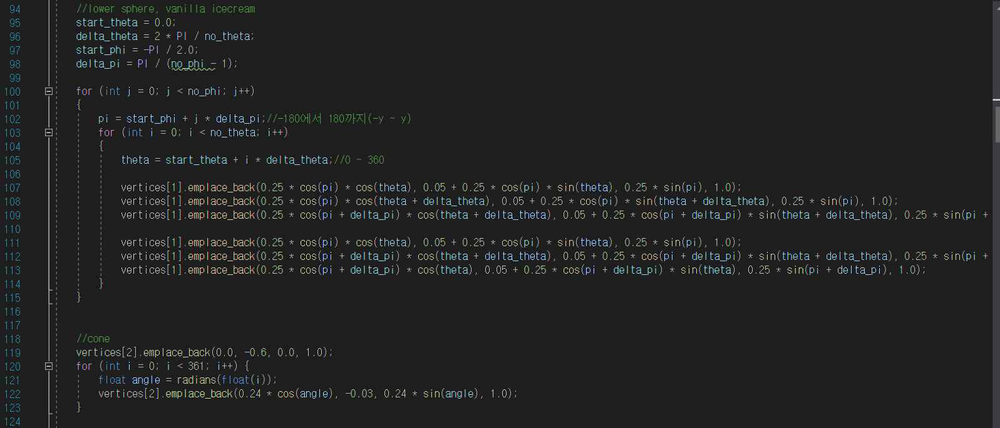 94 //lower sphere, vanilla icecream
95 start_theta = 0.0;
96 delta_theta = 2 * PI / no_theta;
97 start_phi = -PI / 2.0;
98 delta_pi = PI / (no_phi - 1);
99
100 for (int j = 0; j < no_phi; j++)
101 {
102 pi = start_phi + j * delta_pi;//-180에서 180까지(-y ~ y)
103 for (int i = 0; i < no_theta; i++)
104 {
105 theta = start_theta + i * delta_theta;//0 ~ 360
106
107 vertices[1].emplace_back(0.25 * cos(pi) * cos(theta), 0.05 + 0.25 * cos(pi) * sin(theta), 0.25 * sin(pi), 1.0);
108 vertices[1].emplace_back(0.25 * cos(pi) * cos(theta + delta_theta), 0.05 + 0.25 * cos(pi) * sin(theta + delta_theta), 0.25 * sin(pi), 1.0);
109 vertices[1].emplace_back(0.25 * cos(pi + delta_pi) * cos(theta + delta_theta), 0.05 + 0.25 * cos(pi + delta_pi) * sin(theta + delta_theta), 0.25 * sin(pi +
110
111 vertices[1].emplace_back(0.25 * cos(pi) * cos(theta), 0.05 + 0.25 * cos(pi) * sin(theta), 0.25 * sin(pi), 1.0);
112 vertices[1].emplace_back(0.25 * cos(pi + delta_pi) * cos(theta + delta_theta), 0.05 + 0.25 * cos(pi + delta_pi) * sin(theta + delta_theta), 0.25 * sin(pi +
113 vertices[1].emplace_back(0.25 * cos(pi + delta_pi) * cos(theta), 0.05 + 0.25 * cos(pi + delta_pi) * sin(theta), 0.25 * sin(pi + delta_pi), 1.0);
114 }
115 }
116
117
118 //cone
119 vertices[2].emplace_back(0.0, -0.6, 0.0, 1.0);
120 for (int i = 0; i < 361; i++) {
121 float angle = radians(float(i));
122 vertices[2].emplace_back(0.24 * cos(angle), -0.03, 0.24 * sin(angle), 1.0);
123 }
124